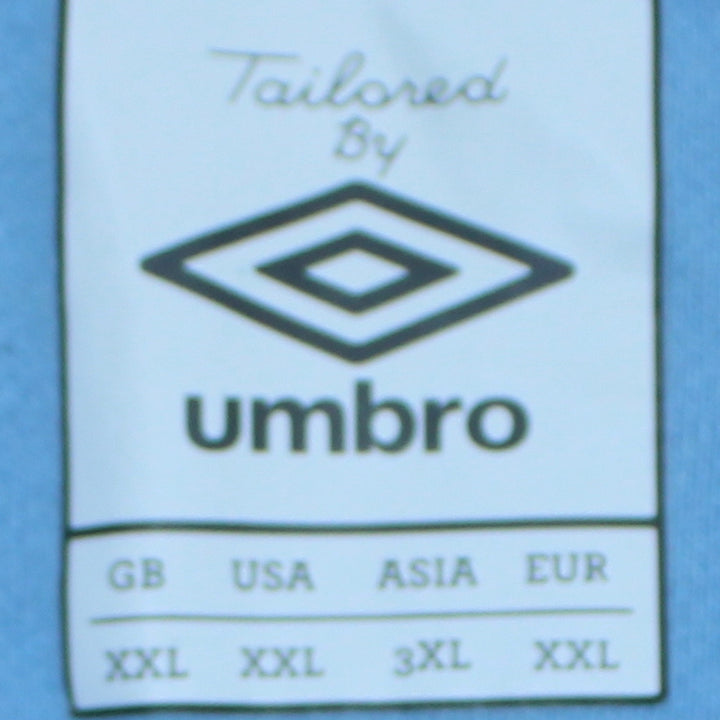 Tailored
By
umbro
GB USA ASIA EUR
XXL XXL 3XL XXL